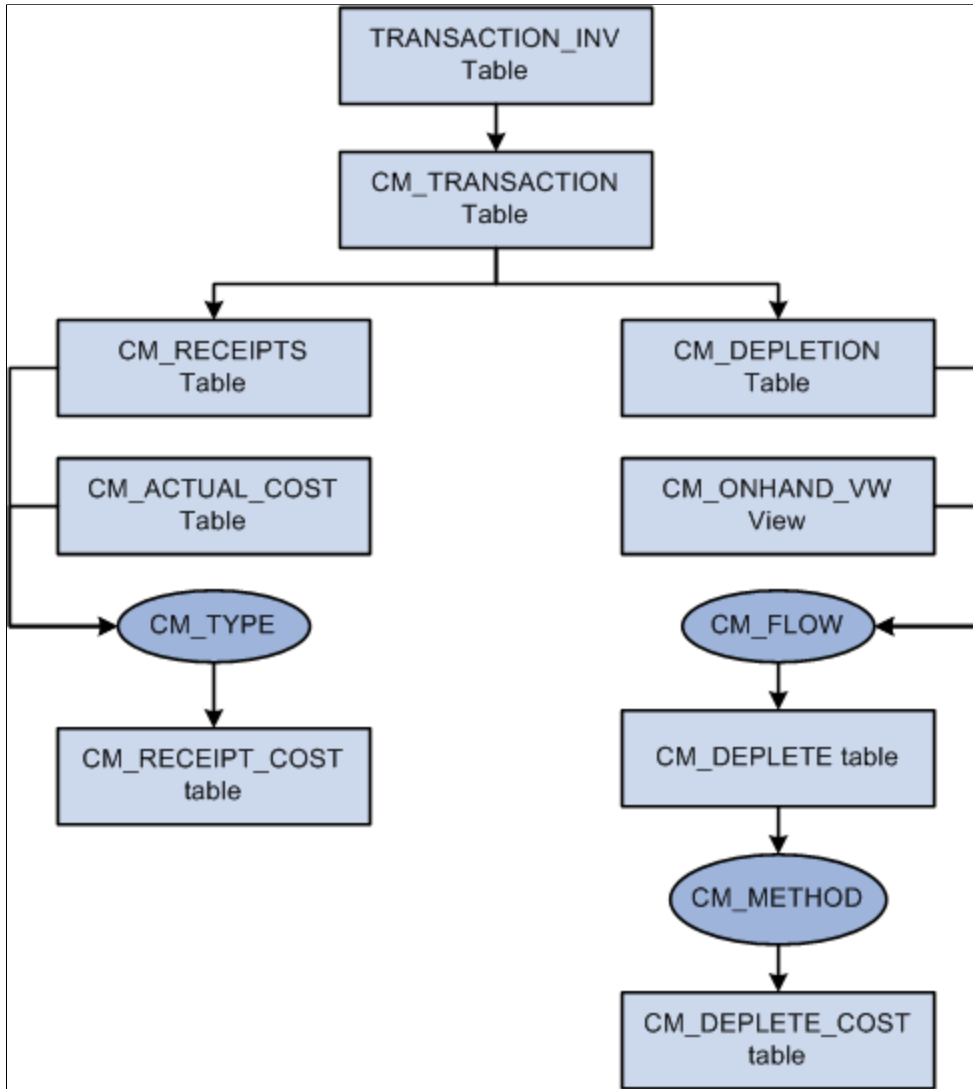 TRANSACTION_INV
Table
CM_TRANSACTION
Table
CM_RECEIPTS
Table
CM_DEPLETION
Table
CM_ACTUAL_COST
Table
CM_ONHAND_VW
View
CM_TYPE
CM_FLOW
CM_RECEIPT_COST
table
CM_DEPLETE table
CM_METHOD
CM_DEPLETE_COST
table